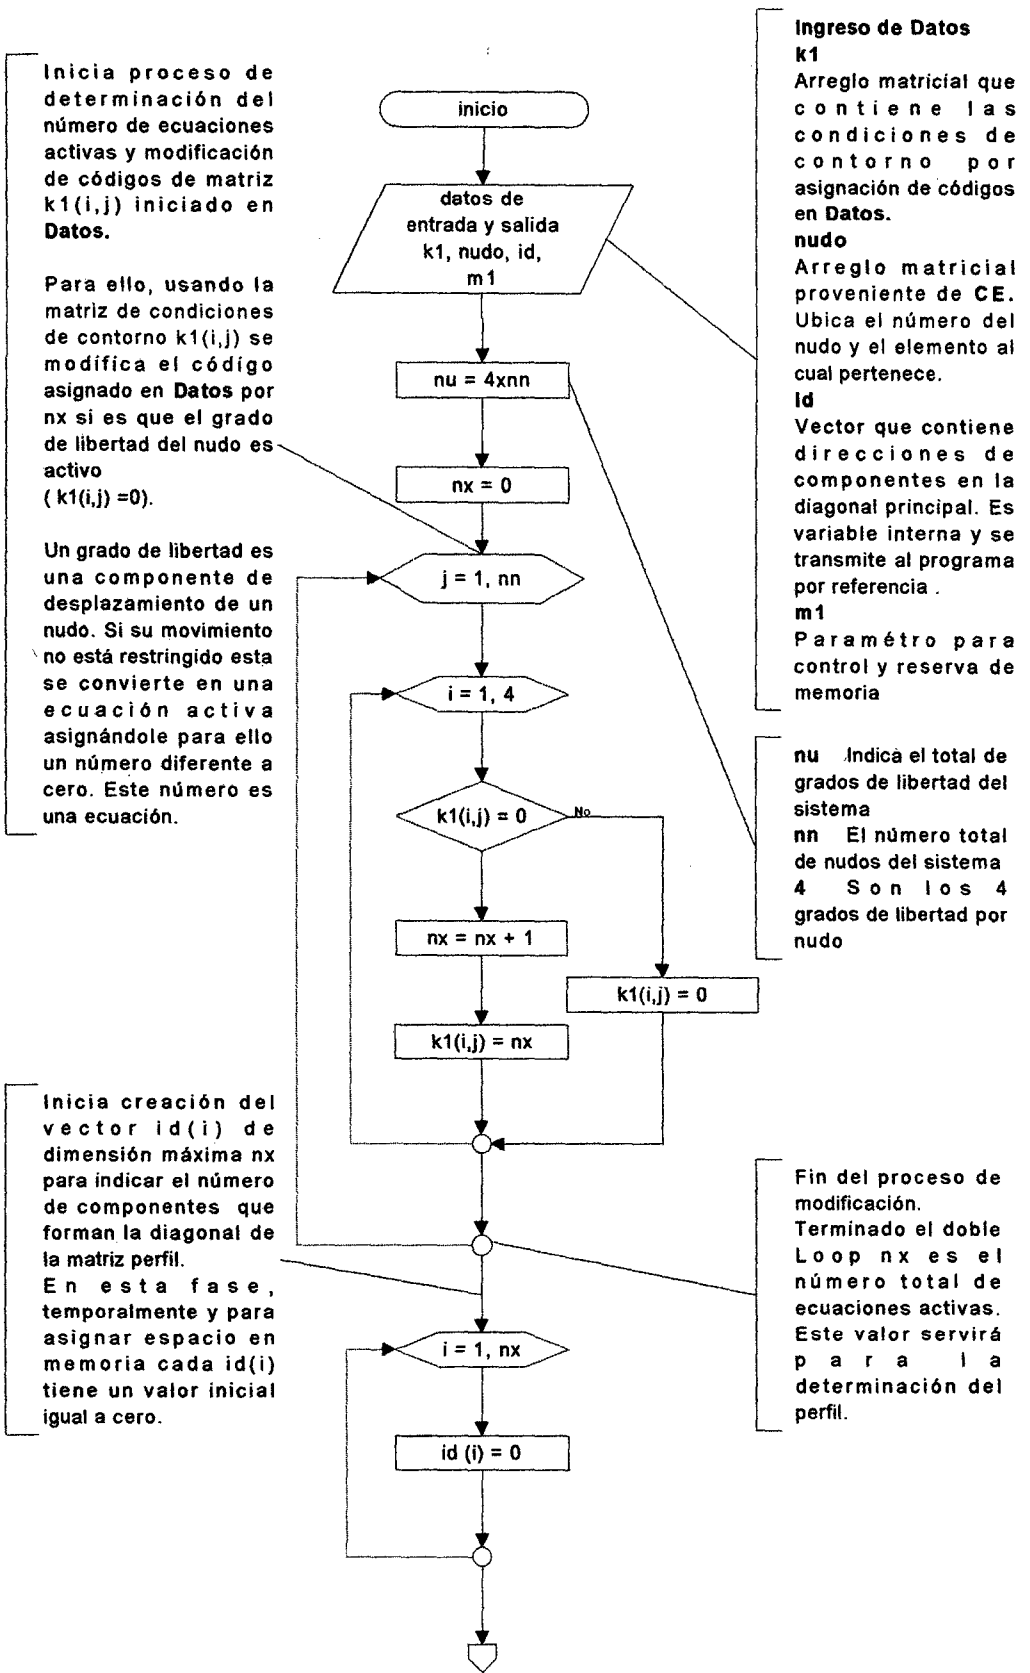 Inicia proceso de
determinación del
número de ecuaciones
activas y modificación
de códigos de matriz
k1(i,j) iniciado en
Datos.
Para ello, usando la
matriz de condiciones
de contorno k1(i,j) se
modifica el código
asignado en Datos por
nx si es que el grado
de libertad del nudo es
activo
( k1(i,j) =0).
Un grado de libertad es
una componente de
desplazamiento de un
nudo. Si su movimiento
no está restringido esta
se convierte en una
ecuación activa
asignándole para ello
un número diferente a
cero. Este número es
una ecuación.
Inicia creación del
vector id(i) de
dimensión máxima nx
para indicar el número
de componentes que
forman la diagonal de
la matriz perfil.
En esta fase,
temporalmente y para
asignar espacio en
memoria cada id(i)
tiene un valor inicial
igual a cero.
inicio
datos de
entrada y salida
k1, nudo, id,
m1
nu = 4xnn
nx = 0
j = 1, nn
i = 1, 4
k1(i,j) = 0
No
nx = nx + 1
k1(i,j) = 0
k1(i,j) = nx
i = 1, nx
id (i) = 0
Ingreso de Datos
k1
Arreglo matricial que
contiene las
condiciones de
contorno por
asignación de códigos
en Datos.
nudo
Arreglo matricial
proveniente de CE.
Ubica el número del
nudo y el elemento al
cual pertenece.
Id
Vector que contiene
direcciones de
componentes en la
diagonal principal. Es
variable interna y se
transmite al programa
por referencia .
m1
Paramétro para
control y reserva de
memoria
nu Indica el total de
grados de libertad del
sistema
nn El número total
de nudos del sistema
4 Son los 4
grados de libertad por
nudo
Fin del proceso de
modificación.
Terminado el doble
Loop nx es el
número total de
ecuaciones activas.
Este valor servirá
para la
determinación del
perfil.